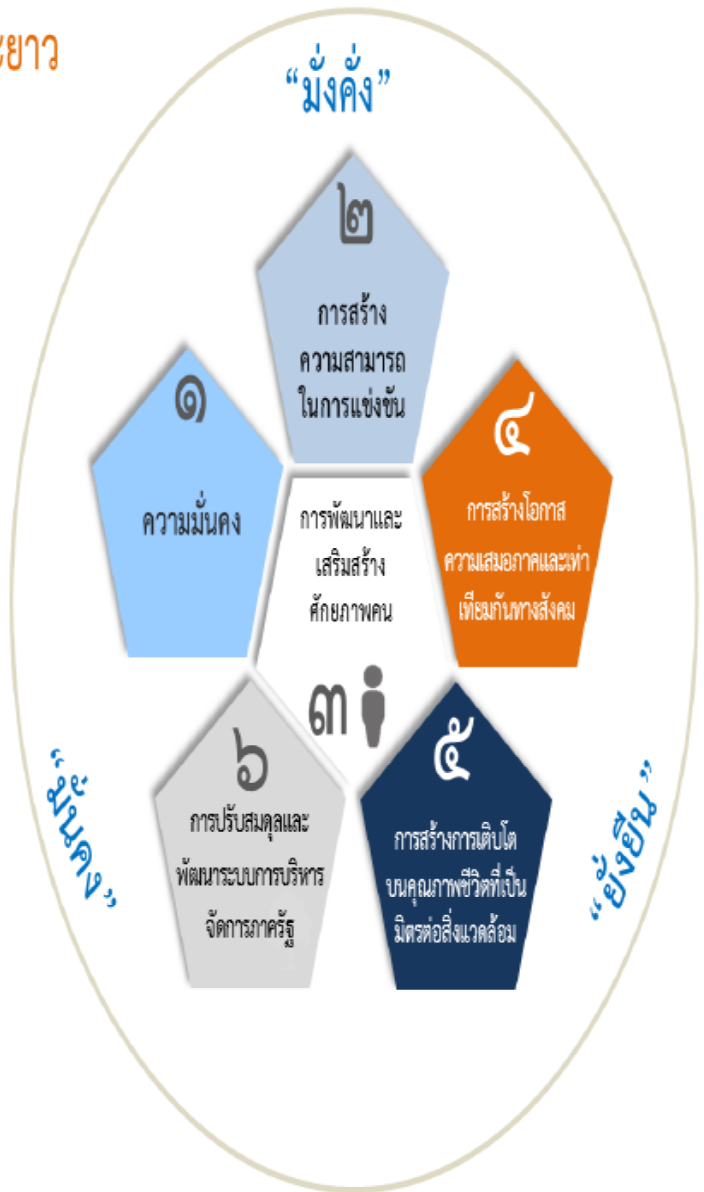 ะยาว
“มั่งคั่ง”
๒
การสร้าง
ความสามารถ
ในการแข่งขัน
๑
ความมั่นคง
๔
การสร้างโอกาส
ความเสมอภาคและเท่า
เทียมกันทางสังคม
การพัฒนาและ
เสริมสร้าง
ศักยภาพคน
๓
๖
การปรับสมดุลและ
พัฒนาระบบการบริหาร
จัดการภาครัฐ
๕
การสร้างการเติบโต
บนคุณภาพชีวิตที่เป็น
มิตรต่อสิ่งแวดล้อม
“มั่นคง”
“ยั่งยืน”